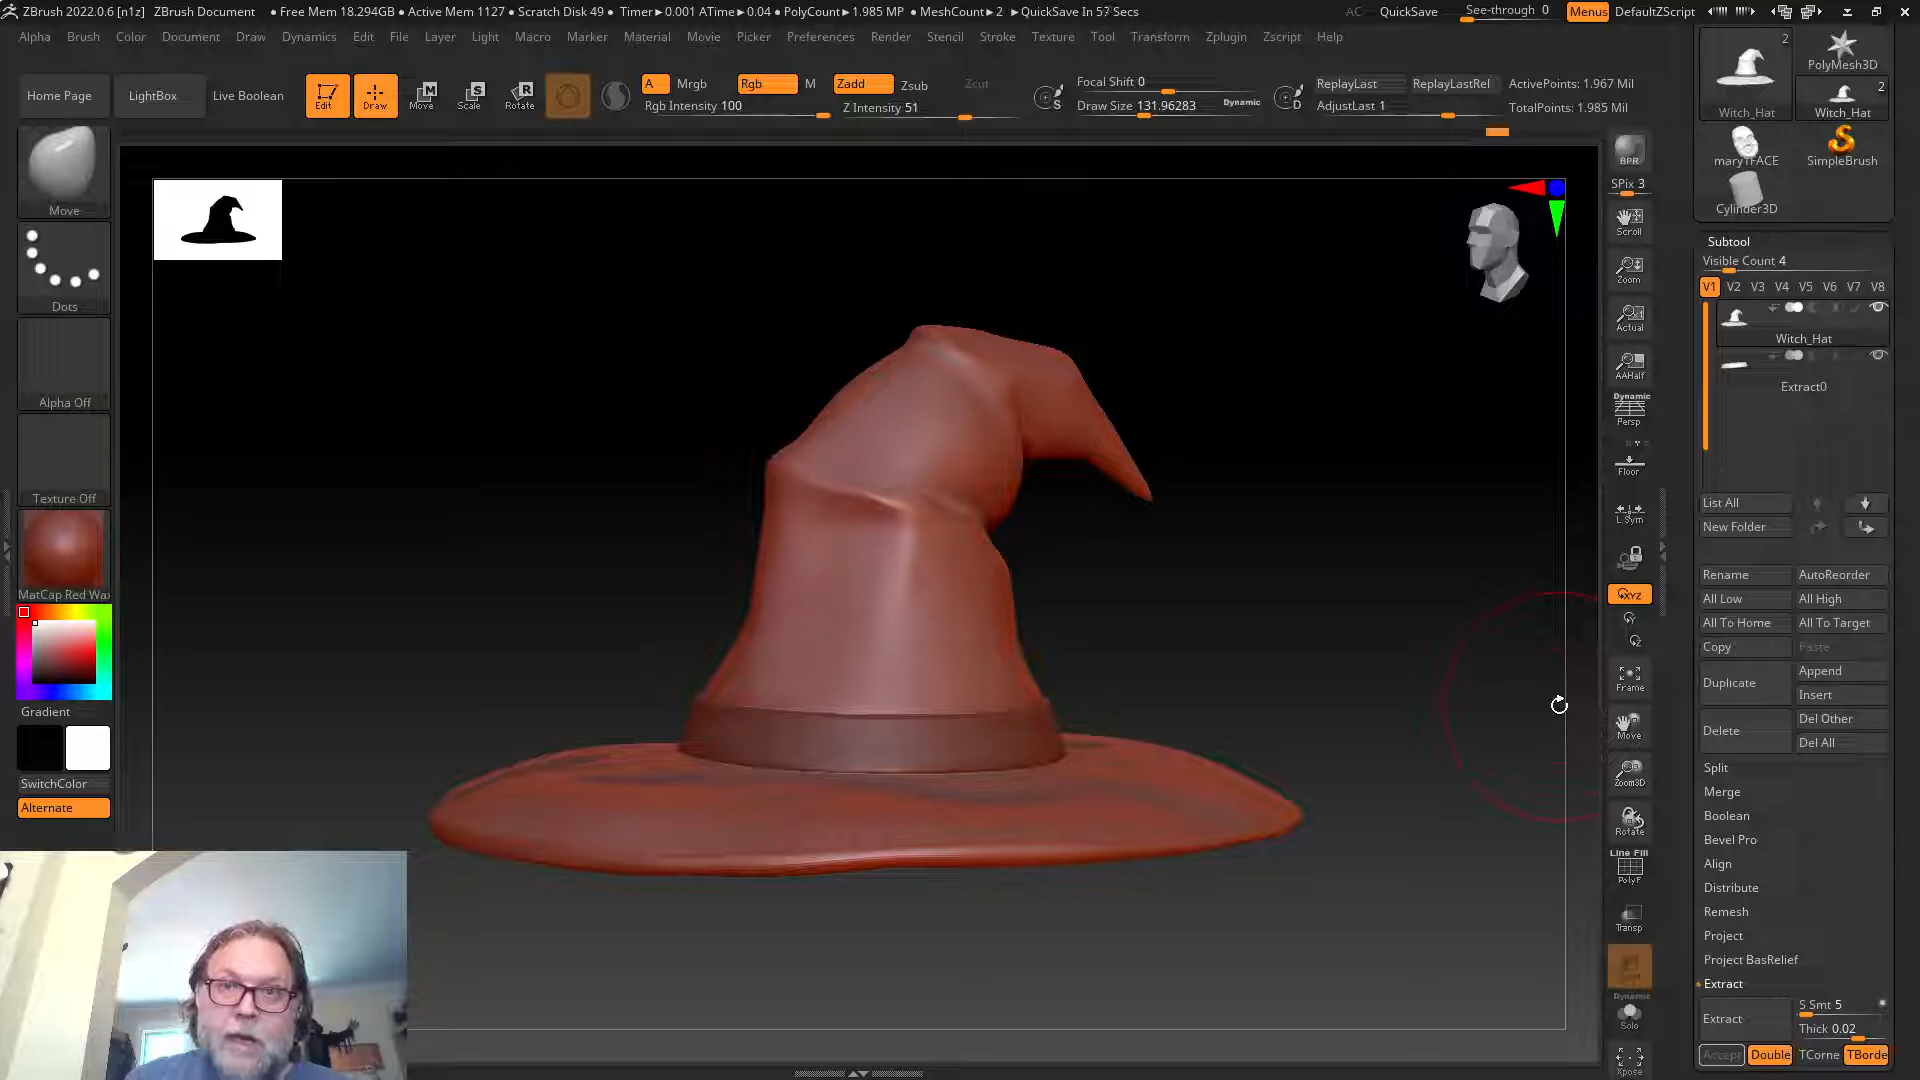 ZBrush 2022.0.6 [n1z] ZBrush Document ● Free Mem 18.294GB ● Active Mem 1127 ● Scratch Disk 49 ● Timer►0.001 ATime►0.04 ● PolyCount►1.985 MP ● MeshCount►2 ►QuickSave In 57 Secs AC QuickSave See-through 0 Menus DefaultZScript
Alpha Brush Color Document Draw Dynamics Edit File Layer Light Macro Marker Material Movie Picker Preferences Render Stencil Stroke Texture Tool Transform Zplugin Zscript Help
Home Page LightBox Live Boolean Edit Draw Move Scale Rotate
A Mrgb Rgb M Zadd Zsub Zcut
Rgb Intensity 100 Z Intensity 51
Focal Shift 0
Draw Size 131.96283 Dynamic
ReplayLast ReplayLastRel ActivePoints: 1.967 Mil
AdjustLast 1 TotalPoints: 1.985 Mil
Move
Dots
Alpha Off
Texture Off
MatCap Red Wax
Gradient
SwitchColor
Alternate
BPR
SPix 3
Scroll
Zoom
Actual
AAHalf
Dynamic
Persp
Floor
L.Sym
XYZ
Frame
Move
Zoom3D
Rotate
Line Fill
PolyF
Transp
Dynamic
Solo
Xpose
2
Witch_Hat
PolyMesh3D
2
Witch_Hat
maryTFACE SimpleBrush
Cylinder3D
Subtool
Visible Count 4
V1 V2 V3 V4 V5 V6 V7 V8
Witch_Hat
Extract0
List All
New Folder
Rename AutoReorder
All Low All High
All To Home All To Target
Copy Paste
Duplicate Append
Insert
Delete Del Other
Del All
Split
Merge
Boolean
Bevel Pro
Align
Distribute
Remesh
Project
Project BasRelief
Extract
Extract S Smt 5
Thick 0.02
Accept Double TCorne TBorde